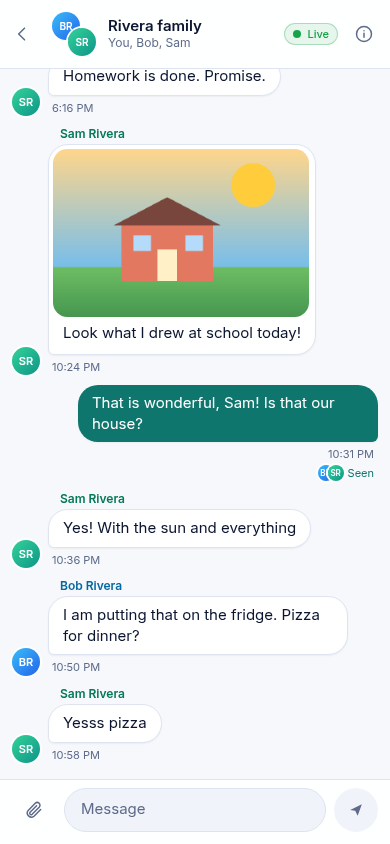 BR
SR
Rivera family
You, Bob, Sam
Live
Homework is done. Promise.
SR
6:16 PM
Sam Rivera
Look what I drew at school today!
SR
10:24 PM
That is wonderful, Sam! Is that our
house?
10:31 PM
SR
Seen
Sam Rivera
Yes! With the sun and everything
SR
10:36 PM
Bob Rivera
I am putting that on the fridge. Pizza
for dinner?
BR
10:50 PM
Sam Rivera
Yesss pizza
SR
10:58 PM
Message